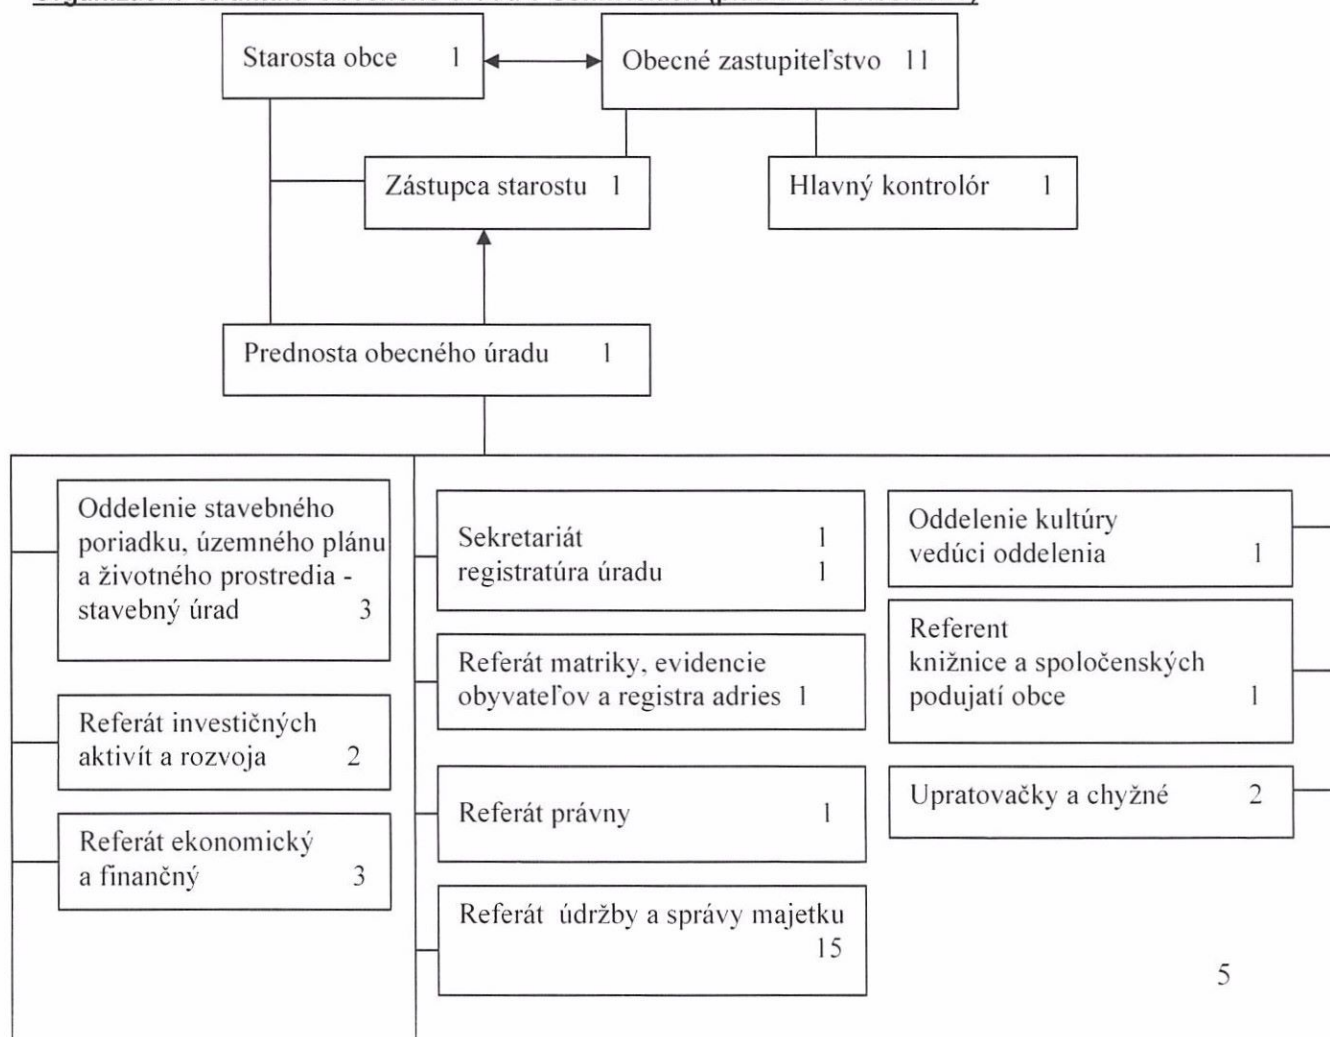 Starosta obce 1
Obecné zastupiteľstvo 11
Zástupca starostu 1
Hlavný kontrolór 1
Prednosta obecného úradu 1
Oddelenie stavebného
poriadku, územného plánu
a životného prostredia -
stavebný úrad 3
Referát investičných
aktivít a rozvoja 2
Referát ekonomický
a finančný 3
Sekretariát 1
registratúra úradu 1
Referát matriky, evidencie
obyvateľov a registra adries 1
Referát právny 1
Referát údržby a správy majetku
15
Oddelenie kultúry
vedúci oddelenia 1
Referent
knižnice a spoločenských
podujatí obce 1
Upratovačky a chyžné 2
5